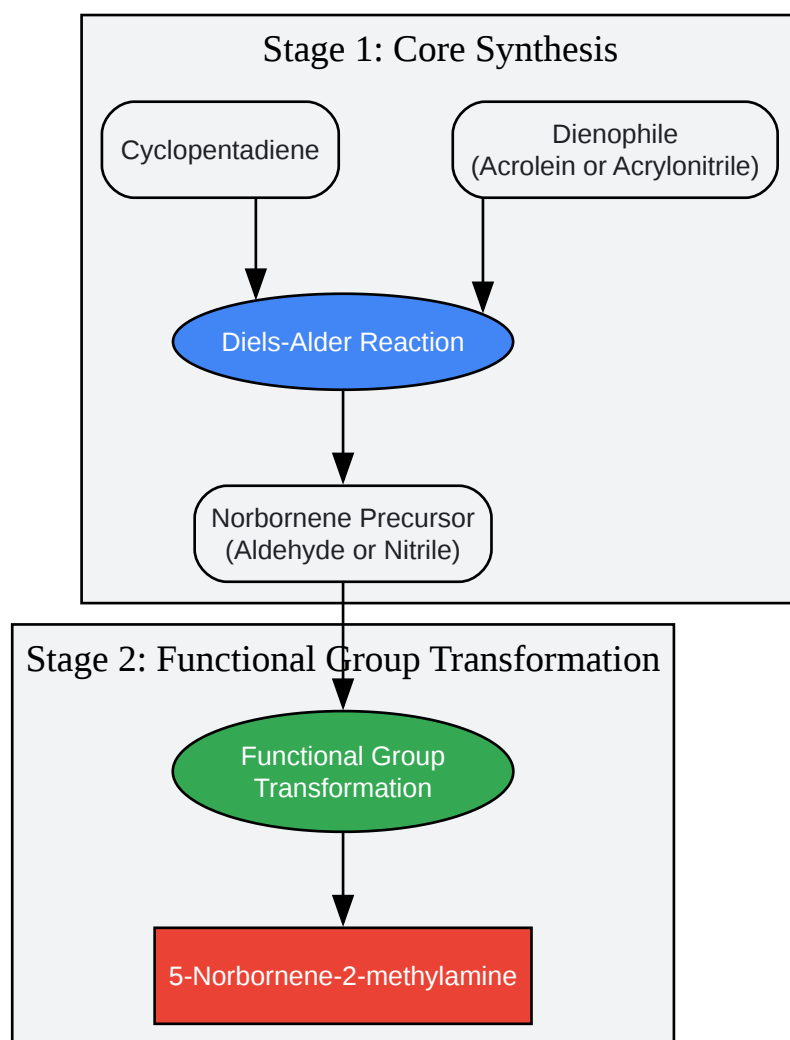 Stage 1: Core Synthesis
Cyclopentadiene
Dienophile
(Acrolein or Acrylonitrile)
Diels-Alder Reaction
Norbornene Precursor
(Aldehyde or Nitrile)
Stage 2: Functional Group Transformation
Functional Group
Transformation
5-Norbornene-2-methylamine